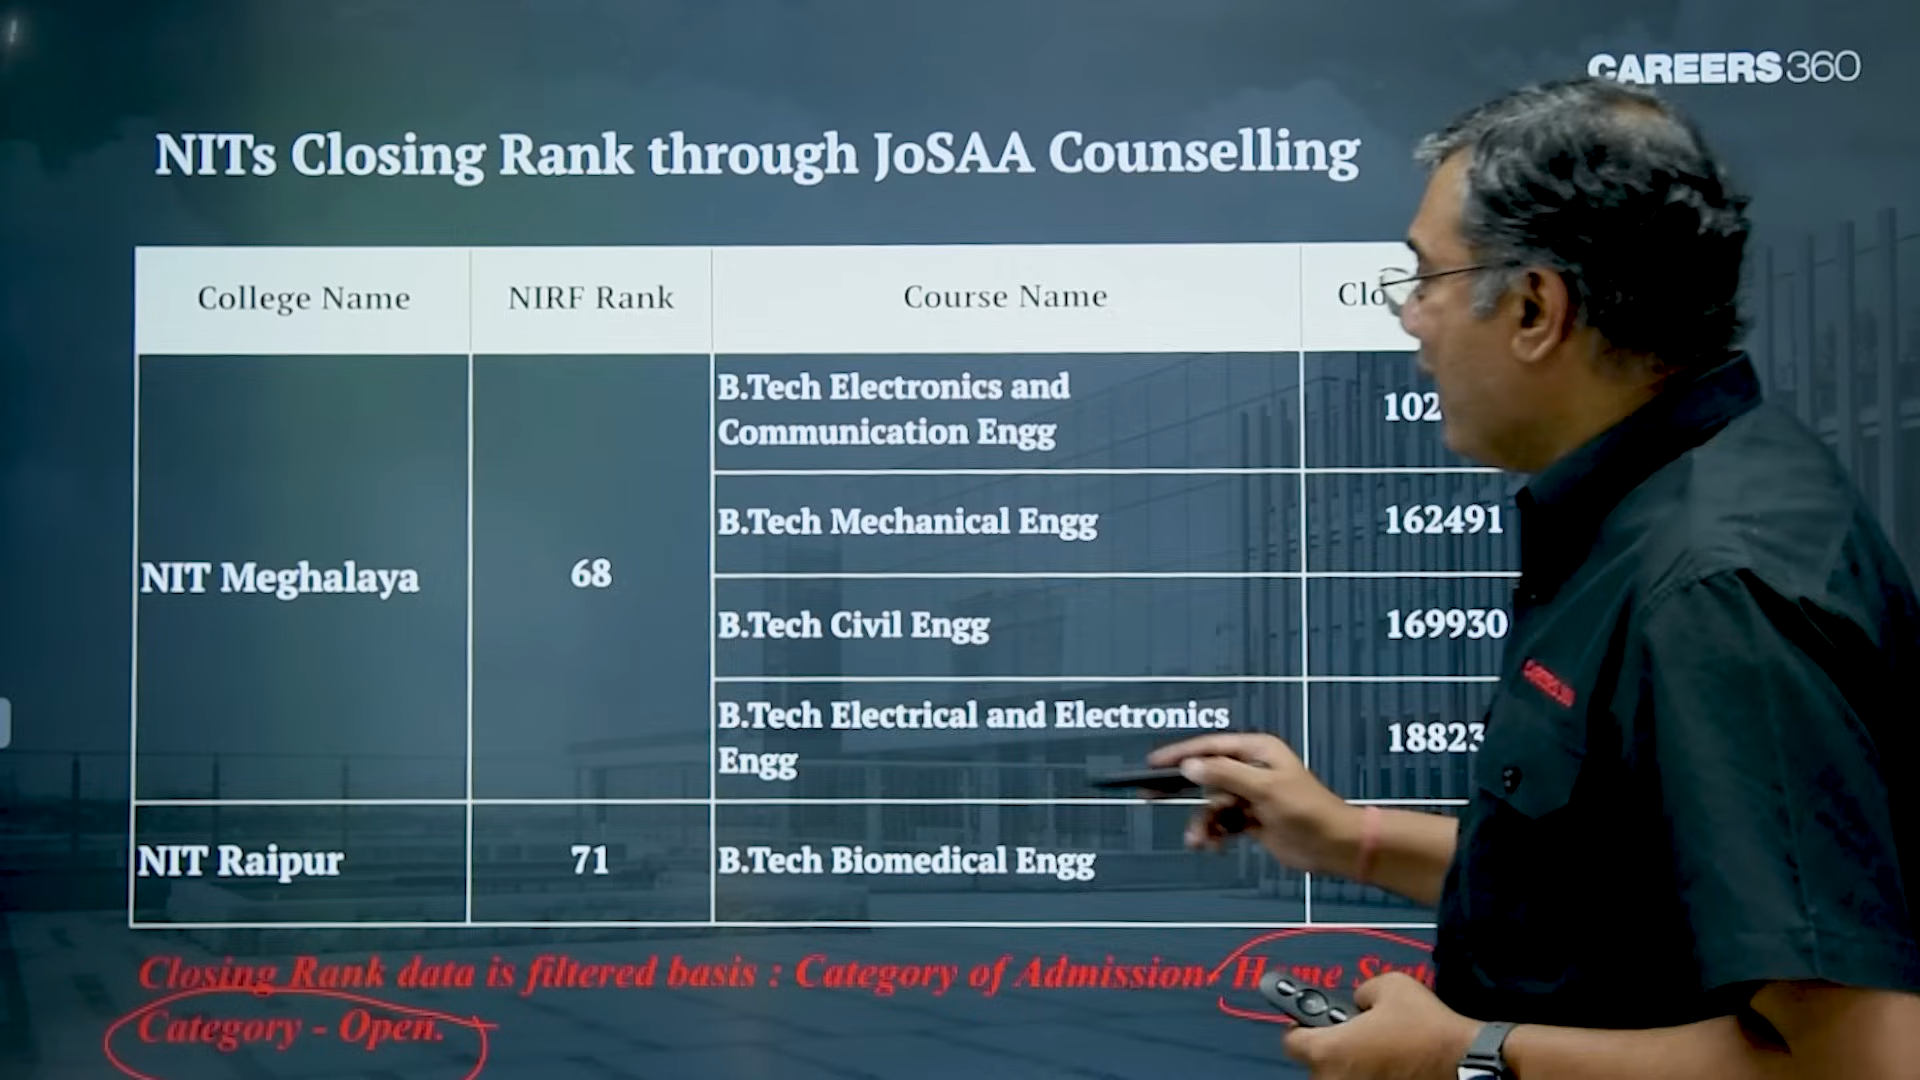 CAREERS360
NITs Closing Rank through JoSAA Counselling
College Name NIRF Rank Course Name
B.Tech Electronics and
Communication Engg
B.Tech Mechanical Engg 162491
NIT Meghalaya 68
B.Tech Civil Engg 169930
B.Tech Electrical and Electronics
Engg
NIT Raipur 71 B.Tech Biomedical Engg
Closing Rank data is filtered basis : Category of Admission- Home State
Category - Open.